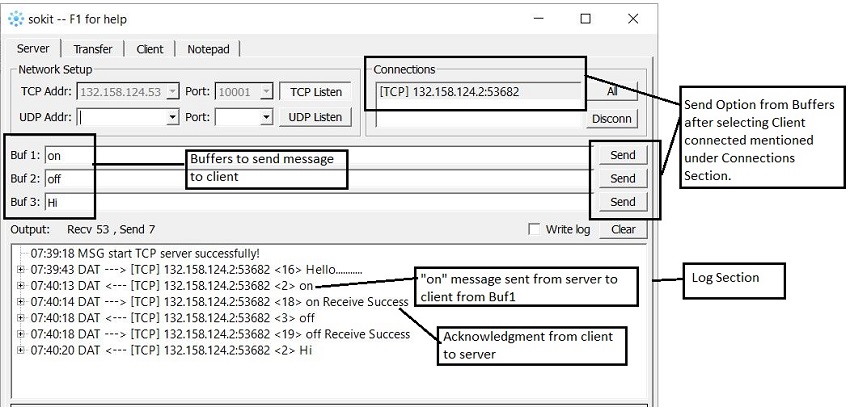 sokit -- F1 for help
Server Transfer Client Notepad
Network Setup
TCP Addr: 132.158.124.53 Port: 10001 TCP Listen
UDP Addr: Port: UDP Listen
Connections
[TCP] 132.158.124.2:53682 All
Disconn
Send Option from Buffers
after selecting Client
connected mentioned
under Connections
Section.
Buf 1: on Send
Buf 2: off Send
Buf 3: Hi Send
Buffers to send message
to client
Output: Recv 53 , Send 7 Write log Clear
07:39:18 MSG start TCP server successfully!
07:39:43 DAT ---> [TCP] 132.158.124.2:53682 <16> Hello...........
07:40:13 DAT <--- [TCP] 132.158.124.2:53682 <2> on
07:40:14 DAT ---> [TCP] 132.158.124.2:53682 <18> on Receive Success
07:40:18 DAT <--- [TCP] 132.158.124.2:53682 <3> off
07:40:18 DAT ---> [TCP] 132.158.124.2:53682 <19> off Receive Success
07:40:20 DAT <--- [TCP] 132.158.124.2:53682 <2> Hi
"on" message sent from server to
client from Buf1
Acknowledgment from client
to server
Log Section